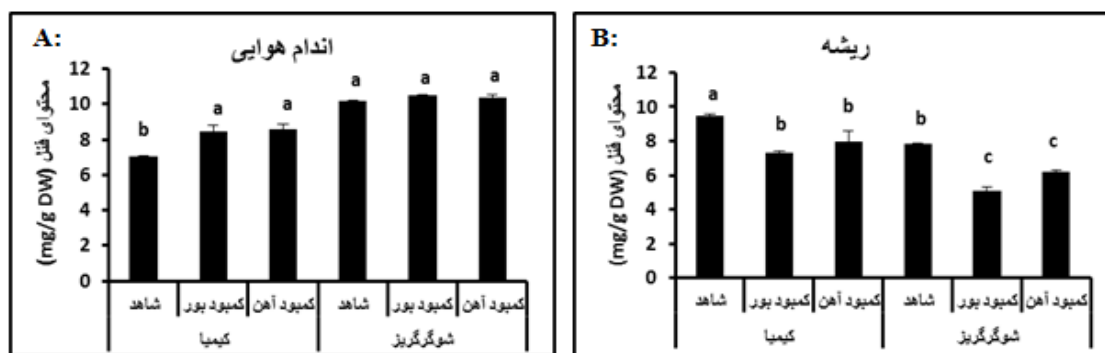 A:
اندام هوایی
محتوای فنل (mg/g DW)
12
10
8
6
4
2
0
b
a
a
a
a
a
شاهد
کمبود بور
کمبود آهن
شاهد
کمبود بور
کمبود آهن
کیمیا
شوگرگریز
B:
ریشه
محتوای فنل (mg/g DW)
12
10
8
6
4
2
0
a
b
b
b
c
c
شاهد
کمبود بور
کمبود آهن
شاهد
کمبود بور
کمبود آهن
کیمیا
شوگرگریز